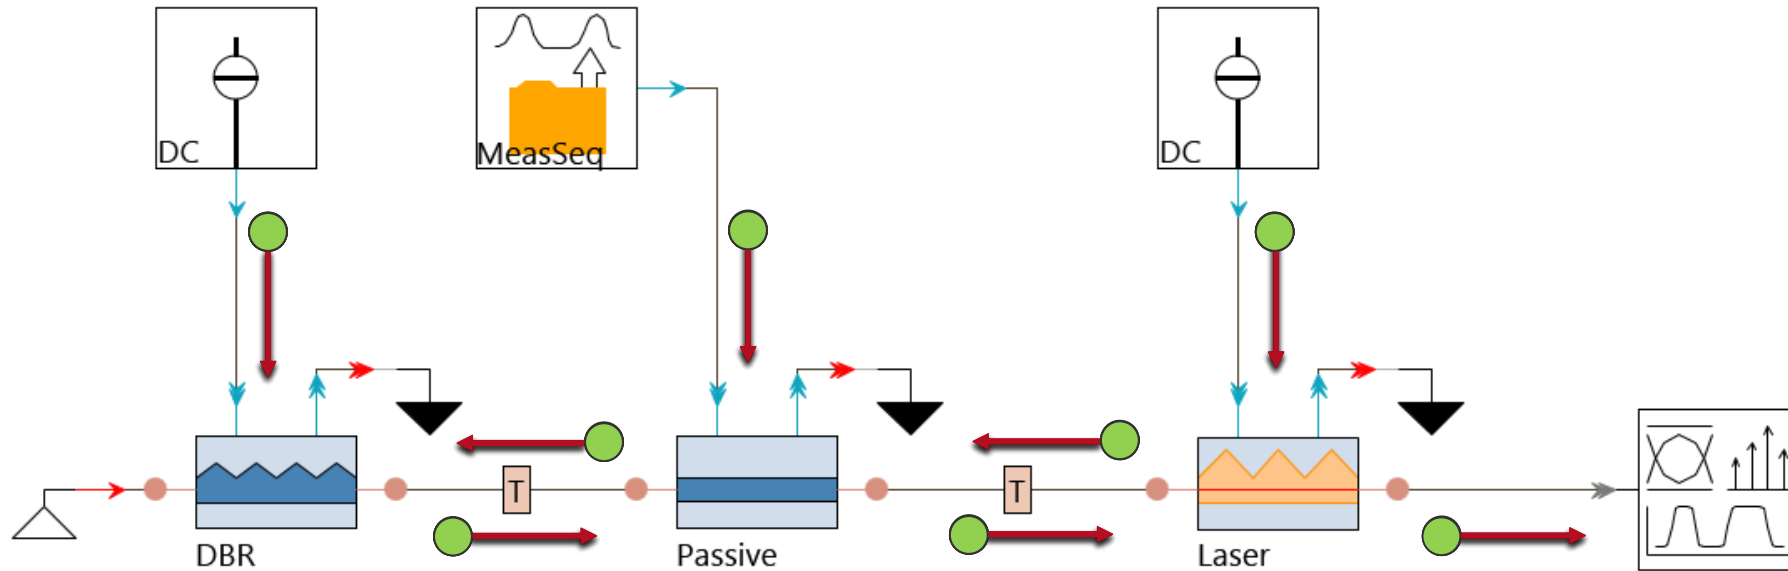 DC
MeasSeq
DC
T
T
DBR
Passive
Laser